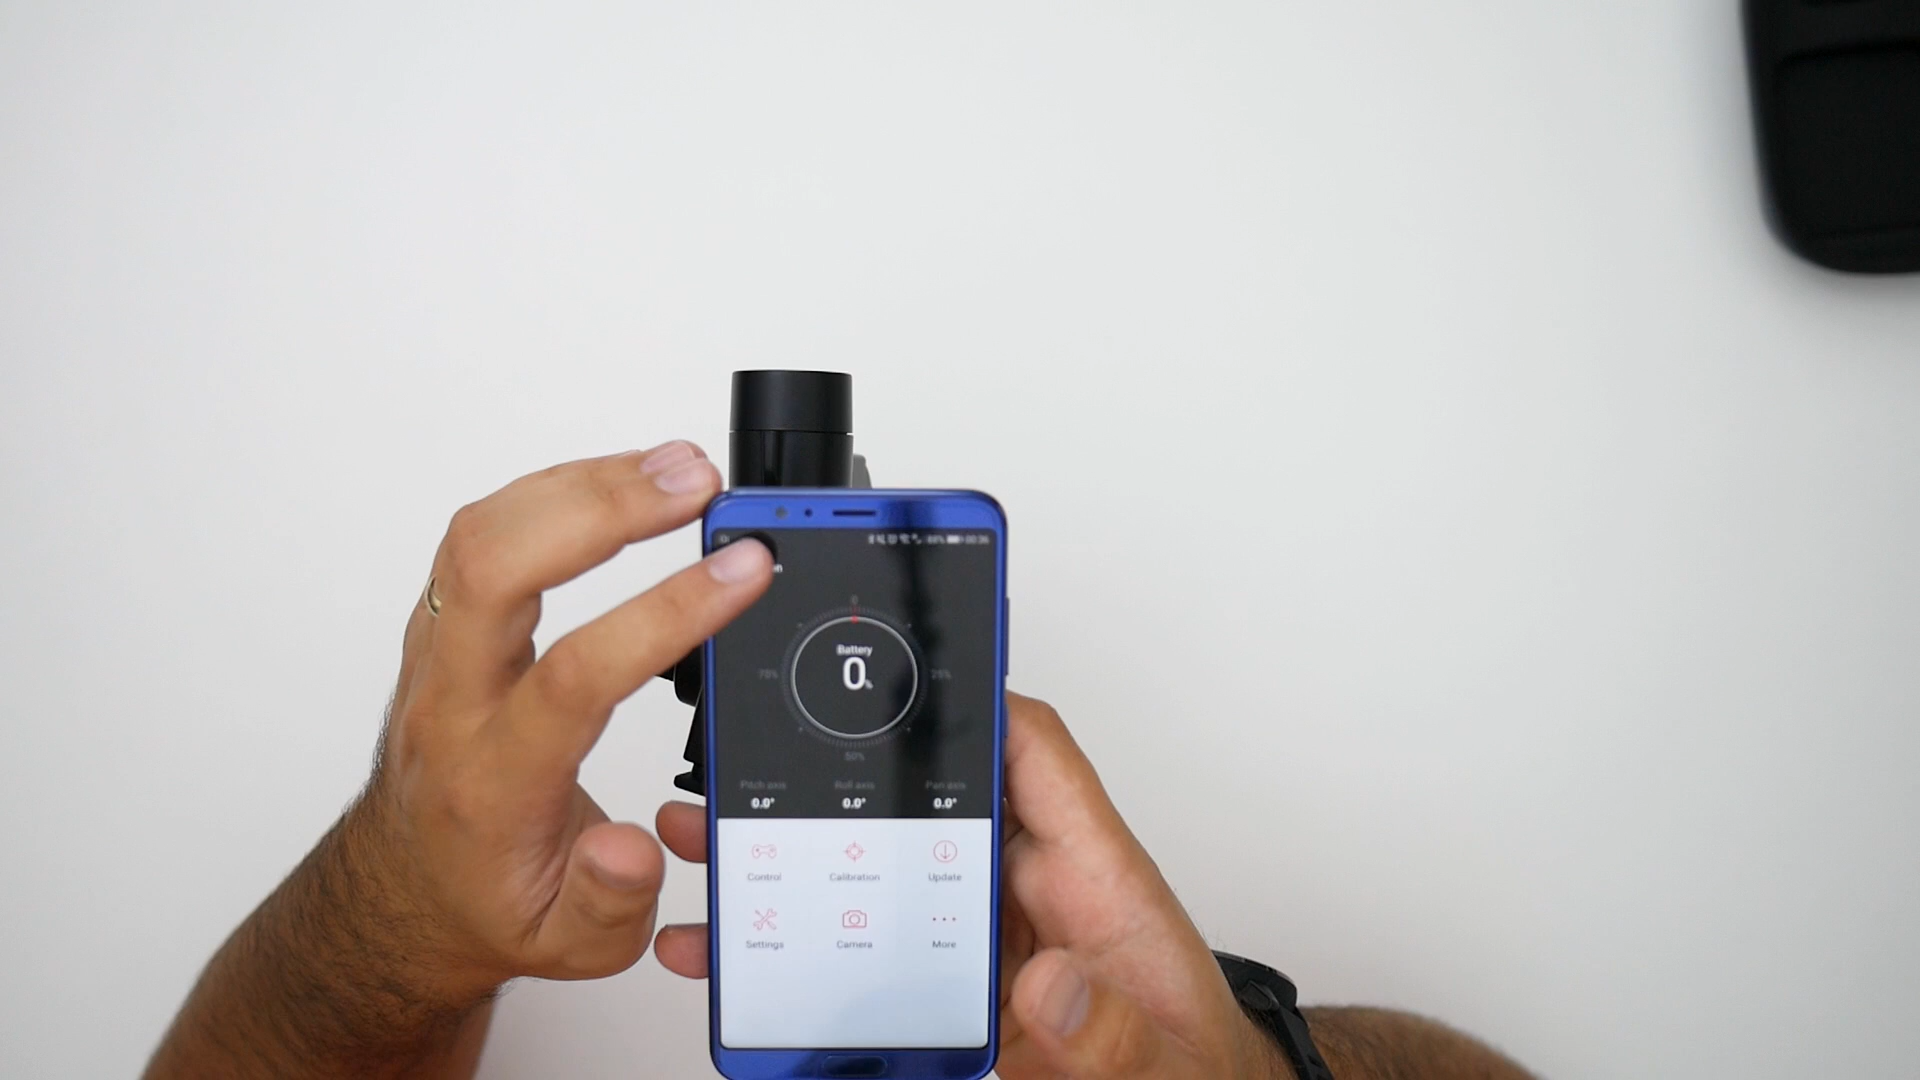 0
Battery
0%
75%
25%
50%
Pitch axis
Roll axis
Pan axis
0.0°
0.0°
0.0°
Control
Calibration
Update
Settings
Camera
More